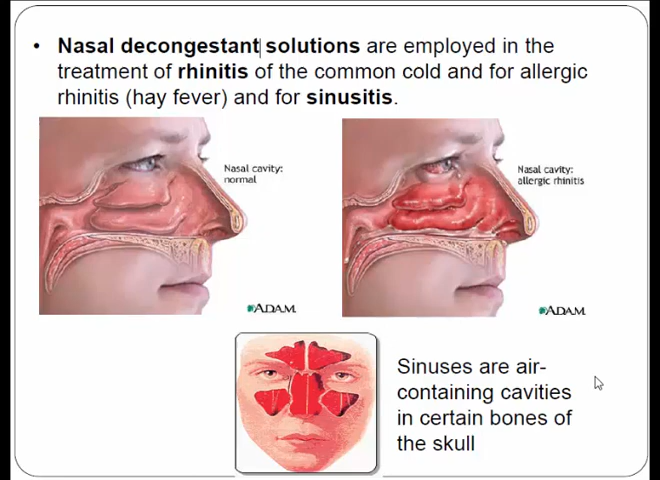 • Nasal decongestant solutions are employed in the
treatment of rhinitis of the common cold and for allergic
rhinitis (hay fever) and for sinusitis.
Nasal cavity:
normal
Nasal cavity:
allergic rhinitis
ADAM.
ADAM.
Sinuses are air-
containing cavities
in certain bones of
the skull